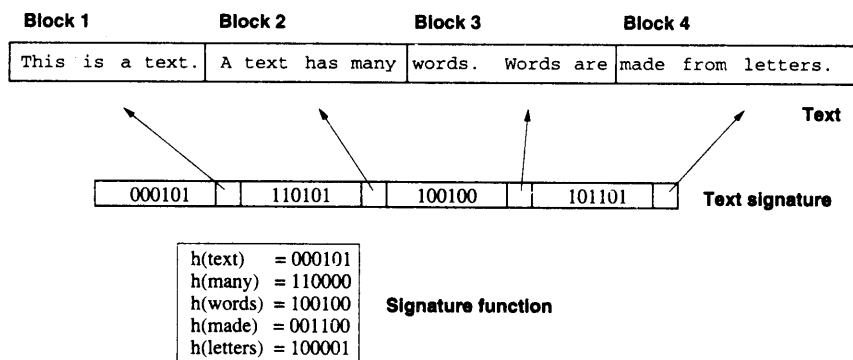 Block 1 Block 2 Block 3 Block 4
This is a text. A text has many words. Words are made from letters.
Text
000101 110101 100100 101101 Text signature
h(text) = 000101
h(many) = 110000
h(words) = 100100
h(made) = 001100
h(letters) = 100001
Signature function